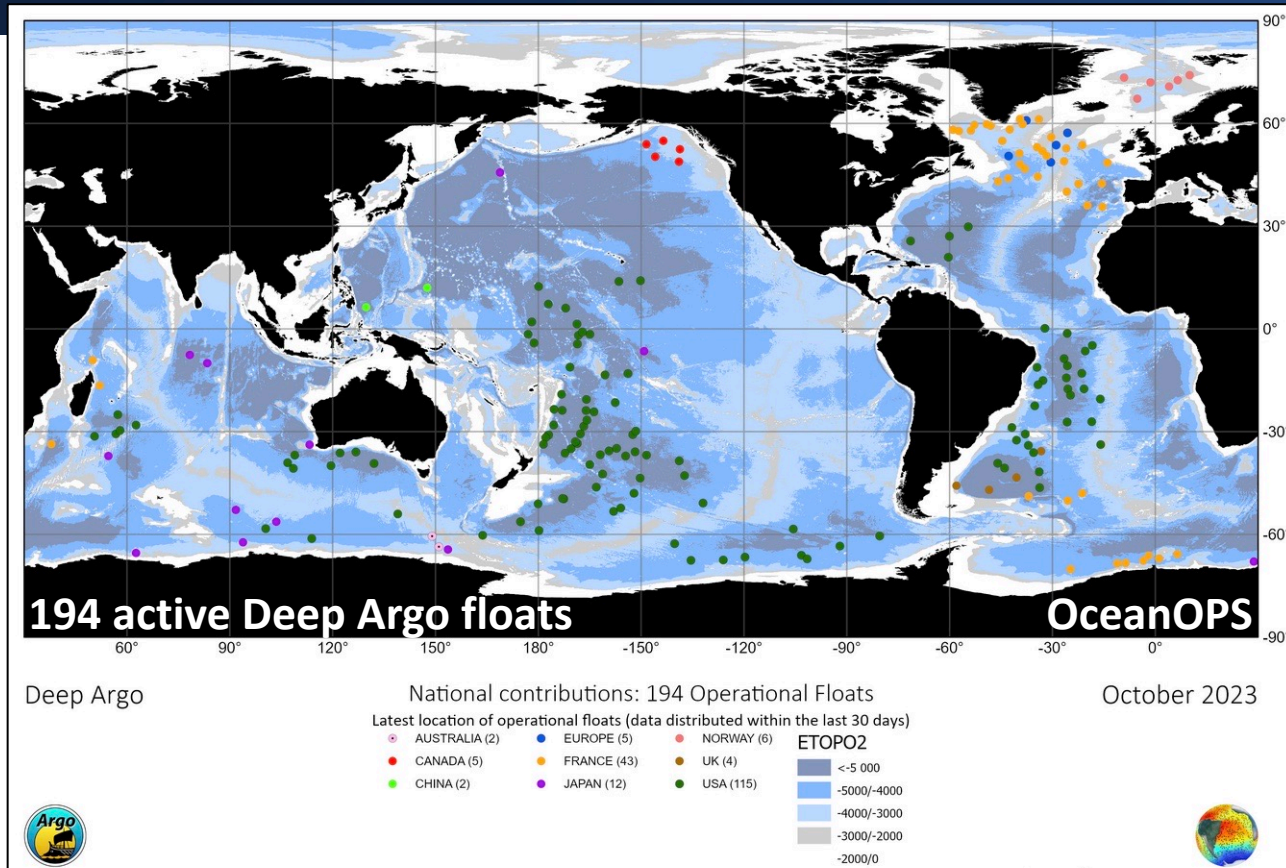 90°
60°
30°
0°
-30°
-60°
-90°
194 active Deep Argo floats OceanOPS
60° 90° 120° 150° 180° -150° -120° -90° -60° -30° 0°
Deep Argo National contributions: 194 Operational Floats October 2023
Latest location of operational floats (data distributed within the last 30 days)
AUSTRALIA (2) EUROPE (5) NORWAY (6) ETOPO2
CANADA (5) FRANCE (43) UK (4) <-5 000
CHINA (2) JAPAN (12) USA (115) -5000/-4000
-4000/-3000
-3000/-2000
-2000/0
Argo